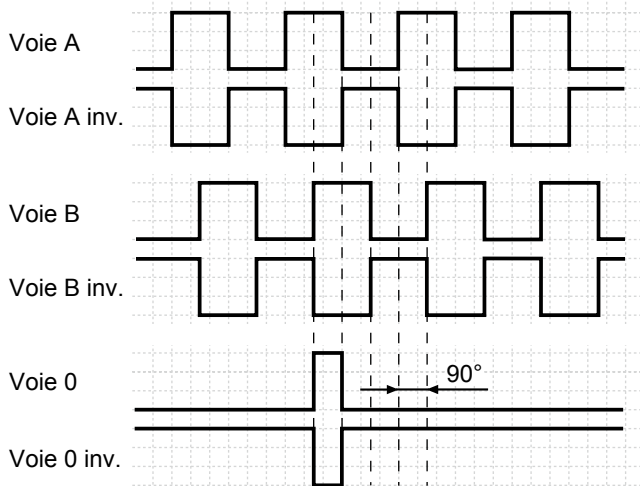 Voie A
Voie A inv.
Voie B
Voie B inv.
Voie 0
90°
Voie 0 inv.